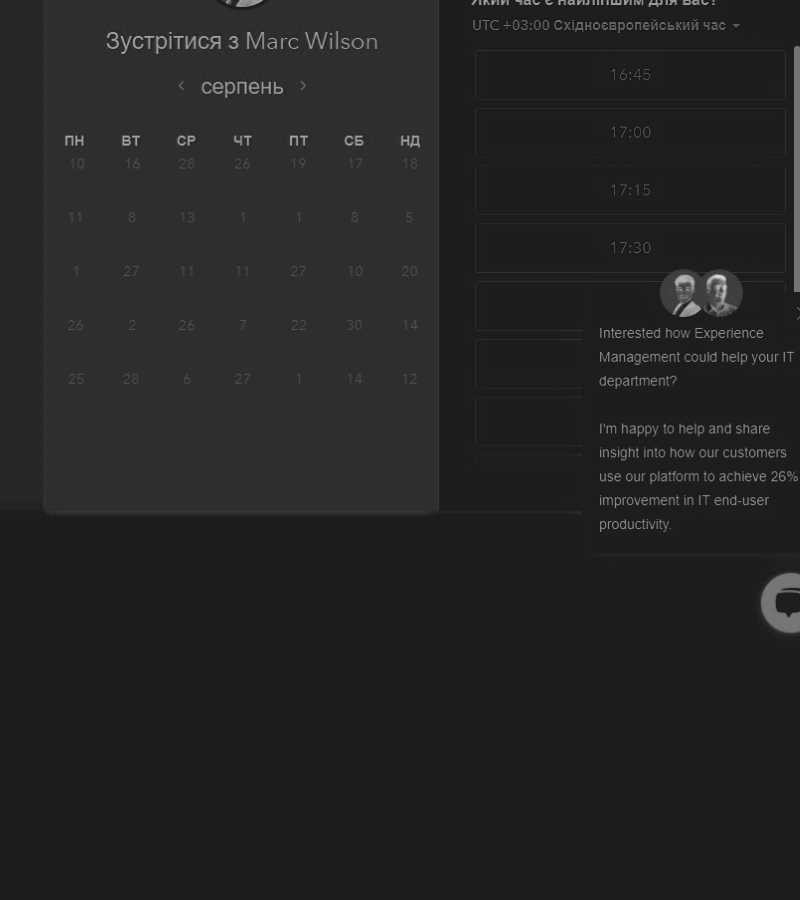 Зустрітися з Marc Wilson
серпень
ПН ВТ СР ЧТ ПТ СБ НД
10 16 28 26 19 17 18
11 8 13 1 1 8 5
1 27 11 11 27 10 20
26 2 26 7 22 30 14
25 28 6 27 1 14 12
Який час є найліпшим для вас?
UTC +03:00 Східноєвропейський час
16:45
17:00
17:15
17:30
Interested how Experience
Management could help your IT
department?
I'm happy to help and share
insight into how our customers
use our platform to achieve 26%
improvement in IT end-user
productivity.